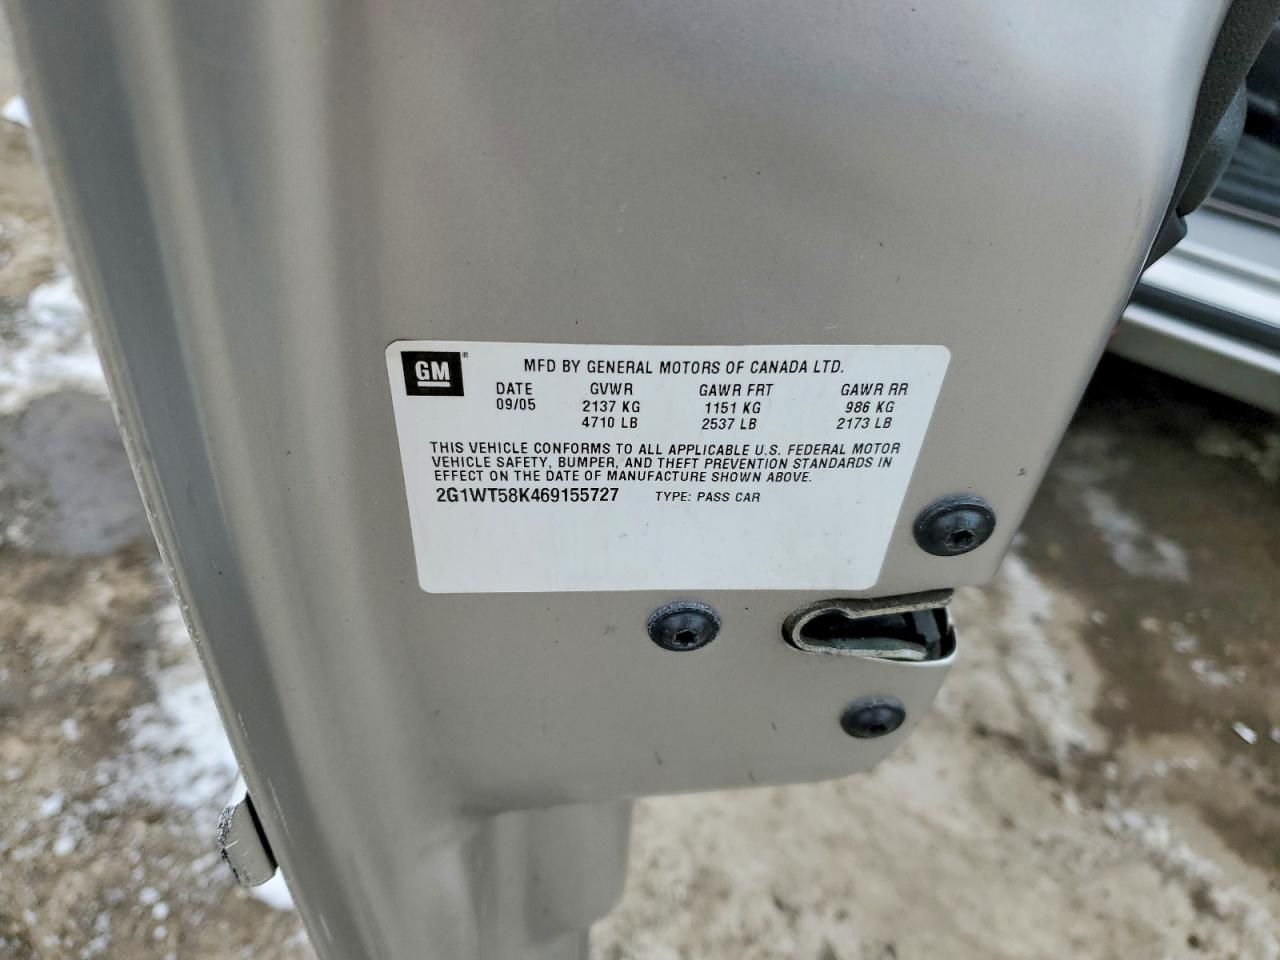 GM ® MFD BY GENERAL MOTORS OF CANADA LTD.
DATE GVWR GAWR FRT GAWR RR
09/05 2137 KG 1151 KG 986 KG
4710 LB 2537 LB 2173 LB
THIS VEHICLE CONFORMS TO ALL APPLICABLE U.S. FEDERAL MOTOR
VEHICLE SAFETY, BUMPER, AND THEFT PREVENTION STANDARDS IN
EFFECT ON THE DATE OF MANUFACTURE SHOWN ABOVE.
2G1WT58K469155727 TYPE: PASS CAR